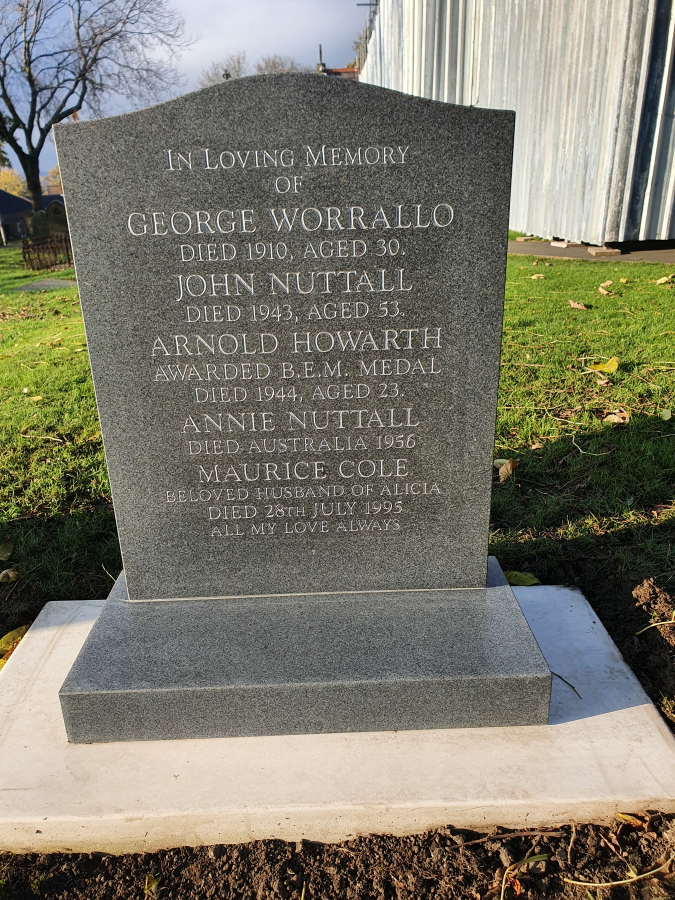 IN LOVING MEMORY
OF
GEORGE WORRALLO
DIED 1910, AGED 30.
JOHN NUTTALL
DIED 1943, AGED 53.
ARNOLD HOWARTH
AWARDED B.E.M. MEDAL
DIED 1944, AGED 23.
ANNIE NUTTALL
DIED AUSTRALIA 1956
MAURICE COLE
BELOVED HUSBAND OF ALICIA
DIED 28TH JULY 1995
ALL MY LOVE ALWAYS